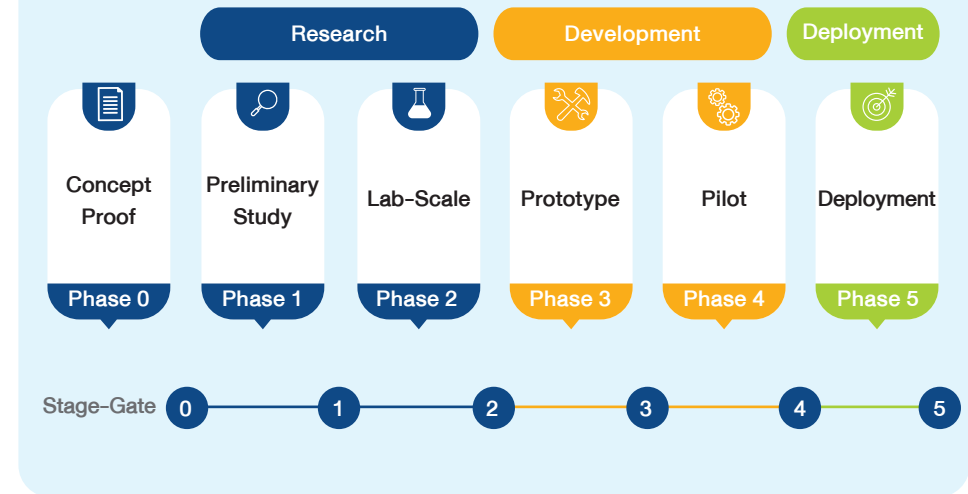 Research
Development
Deployment
Concept
Proof
Preliminary
Study
Lab-Scale
Prototype
Pilot
Deployment
Phase 0
Phase 1
Phase 2
Phase 3
Phase 4
Phase 5
Stage-Gate
0
1
2
3
4
5